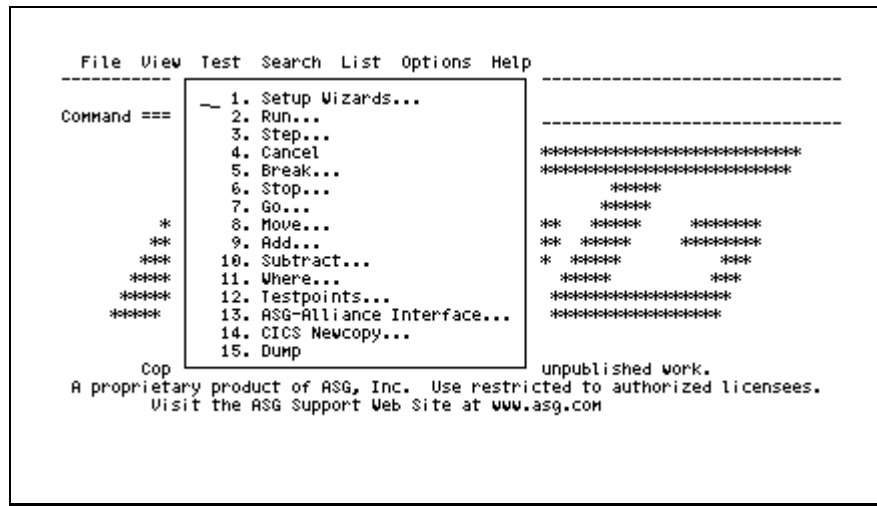 File View Test Search List Options Help
__ 1. Setup Wizards...
Command ===
2. Run...
3. Step...
4. Cancel
5. Break...
6. Stop...
7. Go...
8. Move...
9. Add...
10. Subtract...
11. Where...
12. Testpoints...
13. ASG-Alliance Interface...
14. CICS Newcopy...
15. Dump
Cop unpublished work.
A proprietary product of ASG, Inc. Use restricted to authorized licensees.
Visit the ASG Support Web Site at www.asg.com